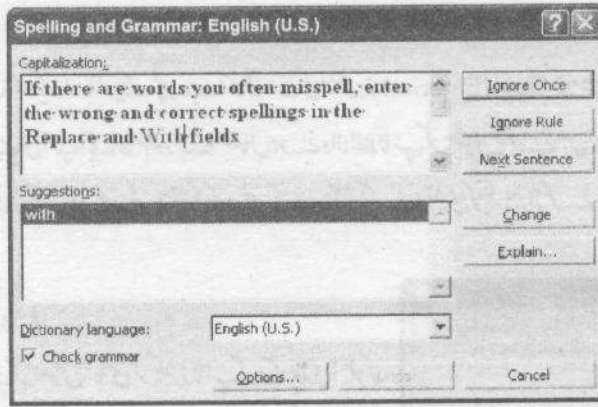 Spelling and Grammar: English (U.S.)
Capitalization:
If there are words you often misspell, enter
the wrong and correct spellings in the
Replace and With fields
Ignore Once
Ignore Rule
Next Sentence
Suggestions:
with
Change
Explain...
Dictionary language:
English (U.S.)
Check grammar
Options...
Cancel